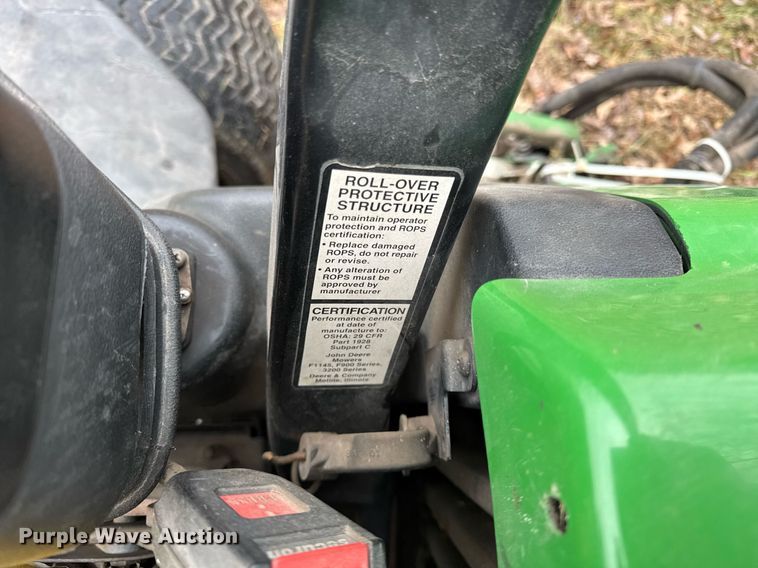 ROLL-OVER
PROTECTIVE
STRUCTURE
To maintain operator
protection and ROPS
certification:
• Replace damaged
ROPS, do not repair
or revise.
• Any alteration of
ROPS must be
approved by
manufacturer
CERTIFICATION
Performance certified
at date of
manufacture to:
OSHA: 29 CFR
Part 1928
Subpart C
John Deere
Mowers
F1145, F900 Series,
3200 Series
Deere & Company
Moline, Illinois
Securon
Purple Wave Auction